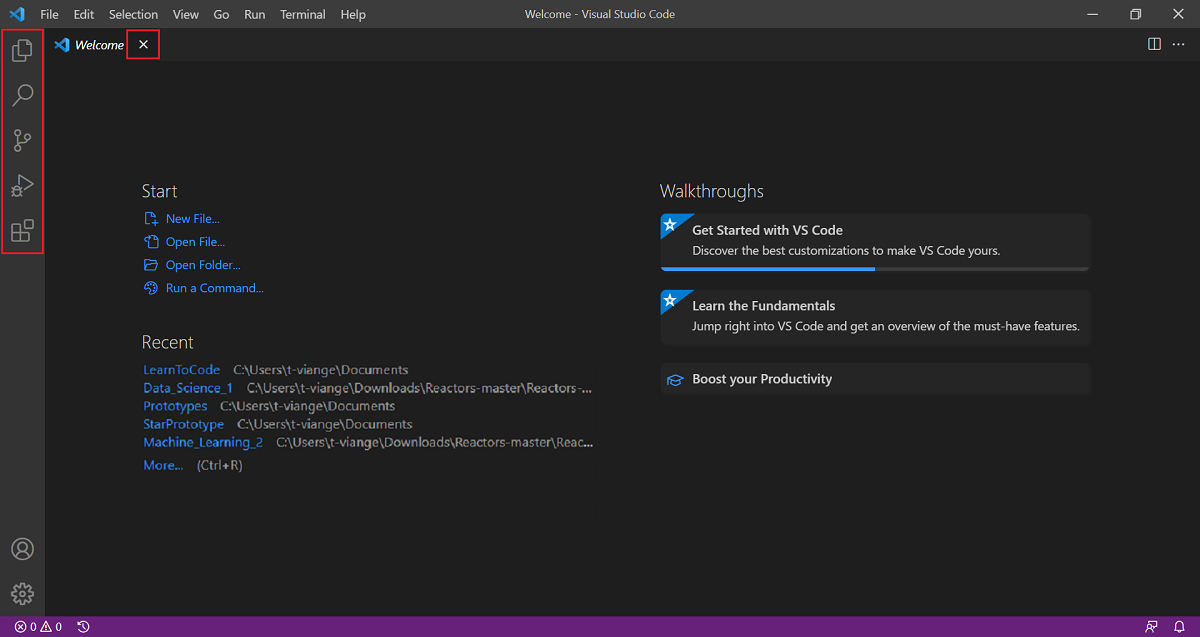 File Edit Selection View Go Run Terminal Help Welcome - Visual Studio Code
Welcome
Start
New File...
Open File...
Open Folder...
Run a Command...
Recent
LearnToCode C:\Users\t-viange\Documents
Data_Science_1 C:\Users\t-viange\Downloads\Reactors-master\Reactors-...
Prototypes C:\Users\t-viange\Documents
StarPrototype C:\Users\t-viange\Documents
Machine_Learning_2 C:\Users\t-viange\Downloads\Reactors-master\Reac...
More... (Ctrl+R)
Walkthroughs
Get Started with VS Code
Discover the best customizations to make VS Code yours.
Learn the Fundamentals
Jump right into VS Code and get an overview of the must-have features.
Boost your Productivity
0 0